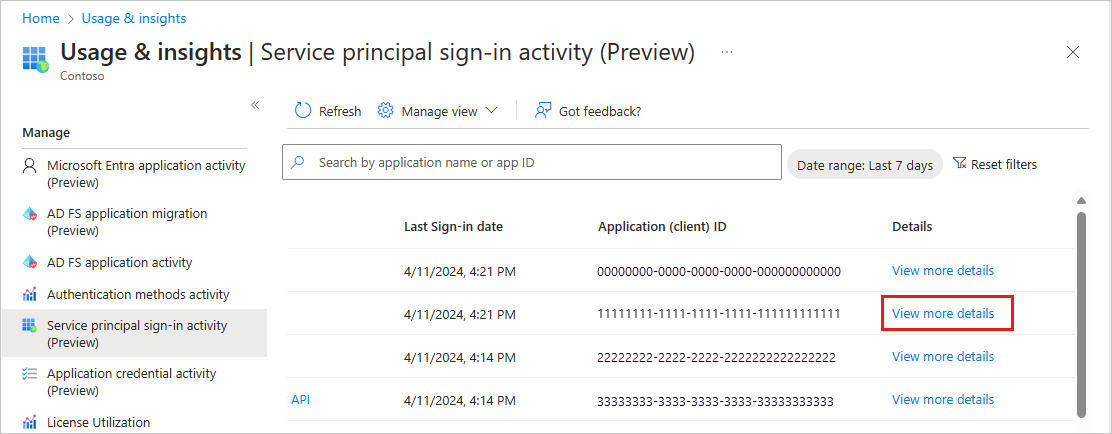 Home > Usage & insights
Usage & insights | Service principal sign-in activity (Preview) ...
Contoso
Manage
Microsoft Entra application activity
(Preview)
AD FS application migration
(Preview)
AD FS application activity
Authentication methods activity
Service principal sign-in activity
(Preview)
Application credential activity
(Preview)
License Utilization
Refresh Manage view Got feedback?
Search by application name or app ID Date range: Last 7 days Reset filters
Last Sign-in date Application (client) ID Details
4/11/2024, 4:21 PM 00000000-0000-0000-0000-000000000000 View more details
4/11/2024, 4:21 PM 11111111-1111-1111-1111-111111111111 View more details
4/11/2024, 4:14 PM 22222222-2222-2222-2222222222222222 View more details
API 4/11/2024, 4:14 PM 33333333-3333-3333-3333-33333333333 View more details